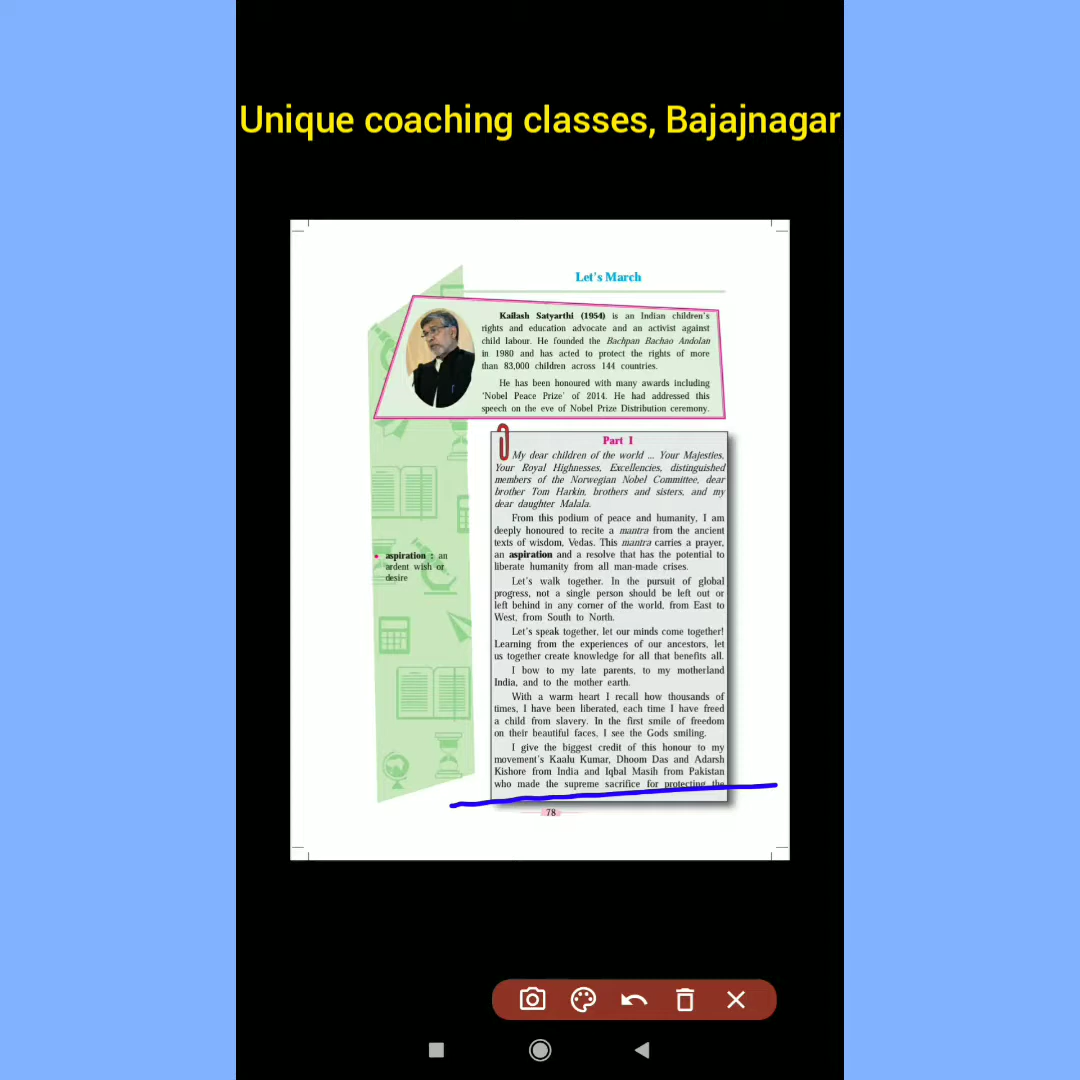 Unique coaching classes, Bajajnagar
Let's March
Kailash Satyarthi (1954) is an Indian children's
rights and education advocate and an activist against
child labour. He founded the Bachpan Bachao Andolan
in 1980 and has acted to protect the rights of more
than 83,000 children across 144 countries.
He has been honoured with many awards including
'Nobel Peace Prize' of 2014. He had addressed this
speech on the eve of Nobel Prize Distribution ceremony.
Part I
My dear children of the world ... Your Majesties,
Your Royal Highnesses, Excellencies, distinguished
members of the Norwegian Nobel Committee, dear
brother Tom Harkin, brothers and sisters, and my
dear daughter Malala.
From this podium of peace and humanity, I am
deeply honoured to recite a mantra from the ancient
texts of wisdom, Vedas. This mantra carries a prayer,
an aspiration and a resolve that has the potential to
liberate humanity from all man-made crises.
• aspiration : an
ardent wish or
desire
Let's walk together. In the pursuit of global
progress, not a single person should be left out or
left behind in any corner of the world, from East to
West, from South to North.
Let's speak together, let our minds come together!
Learning from the experiences of our ancestors, let
us together create knowledge for all that benefits all.
I bow to my late parents, to my motherland
India, and to the mother earth.
With a warm heart I recall how thousands of
times, I have been liberated, each time I have freed
a child from slavery. In the first smile of freedom
on their beautiful faces, I see the Gods smiling.
I give the biggest credit of this honour to my
movement's Kaalu Kumar, Dhoom Das and Adarsh
Kishore from India and Iqbal Masih from Pakistan
who made the supreme sacrifice for protecting the
78